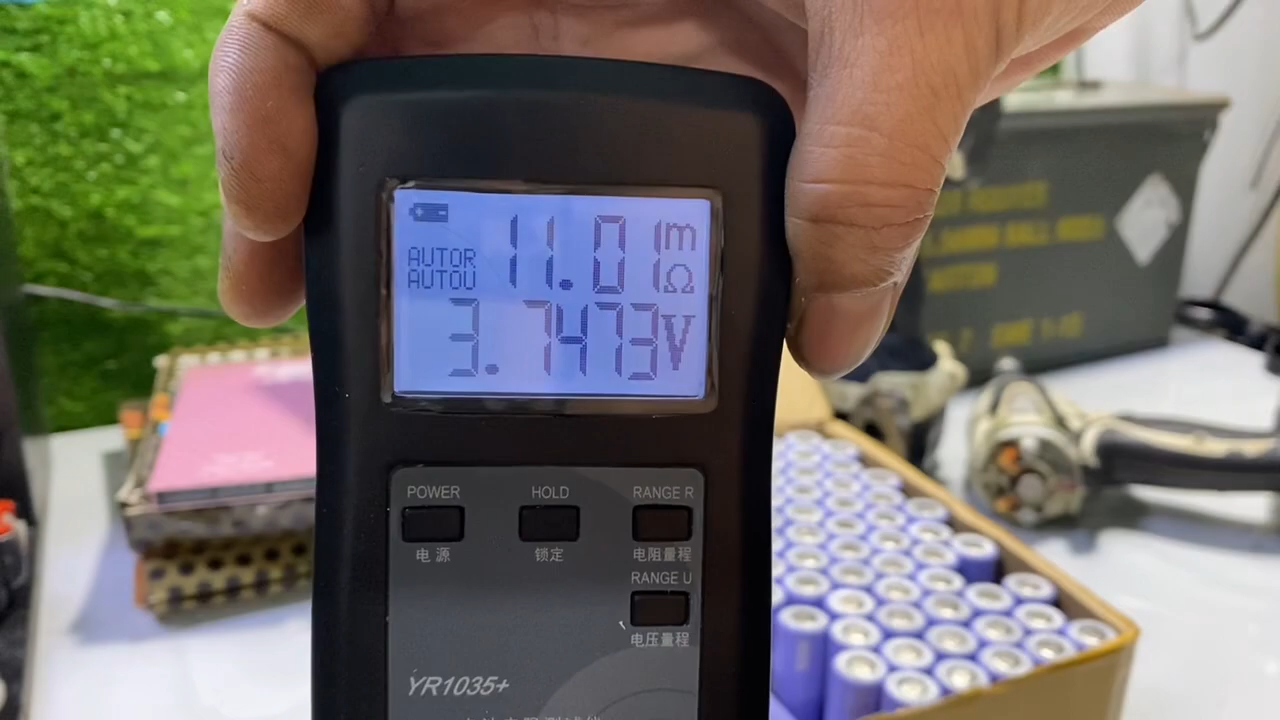 11.01 mΩ
AUTOR
AUTOU
3.7473V
POWER
HOLD
RANGE R
电源
锁定
电阻量程
RANGE U
电压量程
YR1035+